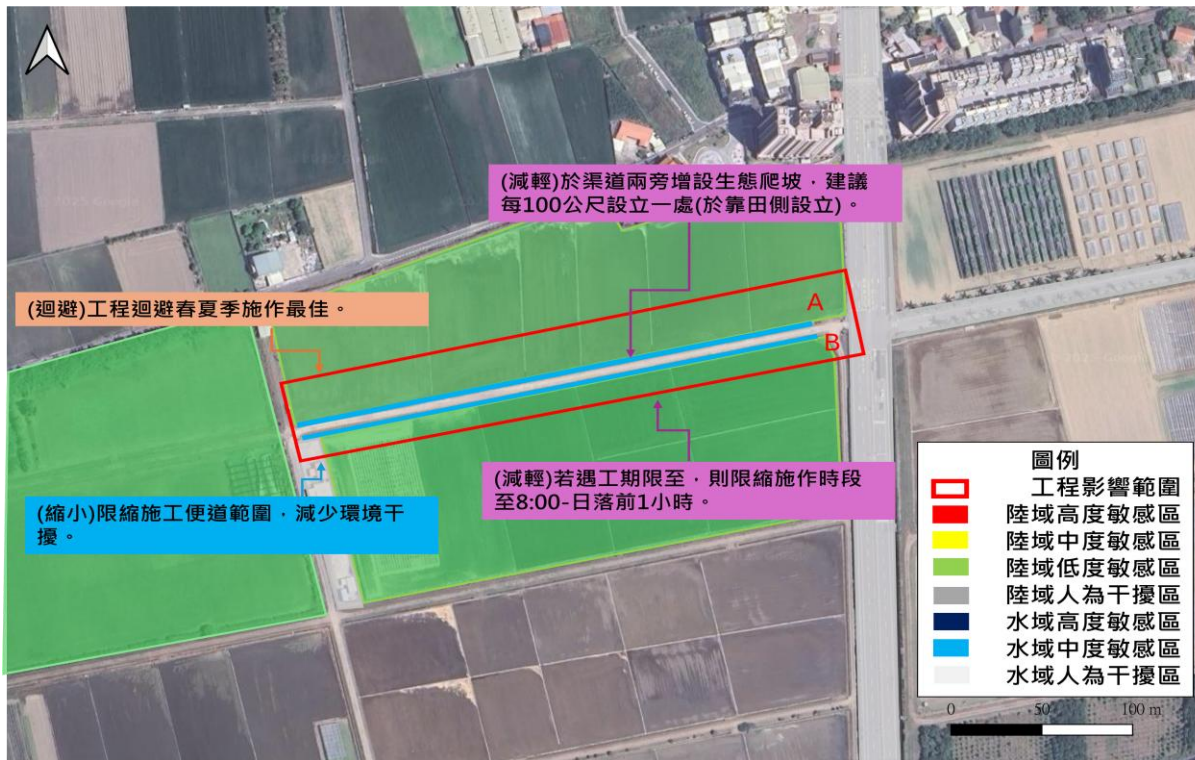 (減輕)於渠道兩旁增設生態爬坡，建議
每100公尺設立一處(於靠田側設立)。
(迴避)工程迴避春夏季施作最佳。
A
B
(減輕)若遇工期限至，則限縮施作時段
至8:00-日落前1小時。
(縮小)限縮施工便道範圍，減少環境干
擾。
圖例
工程影響範圍
陸域高度敏感區
陸域中度敏感區
陸域低度敏感區
陸域人為干擾區
水域高度敏感區
水域中度敏感區
水域人為干擾區
0 50 100 m